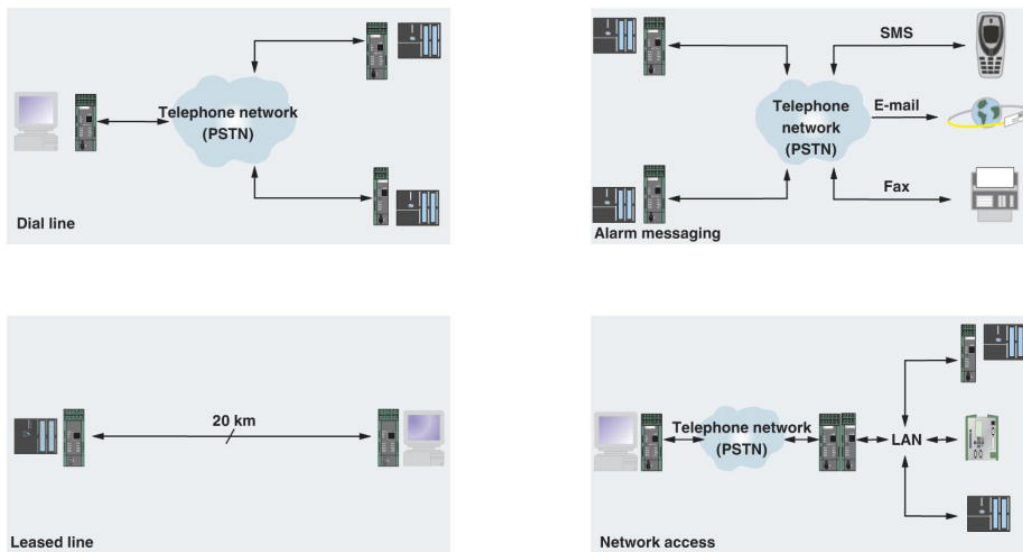 Telephone network
(PSTN)
Dial line
SMS
Telephone
network
(PSTN)
E-mail
Fax
Alarm messaging
20 km
Leased line
Telephone network
(PSTN)
LAN
Network access